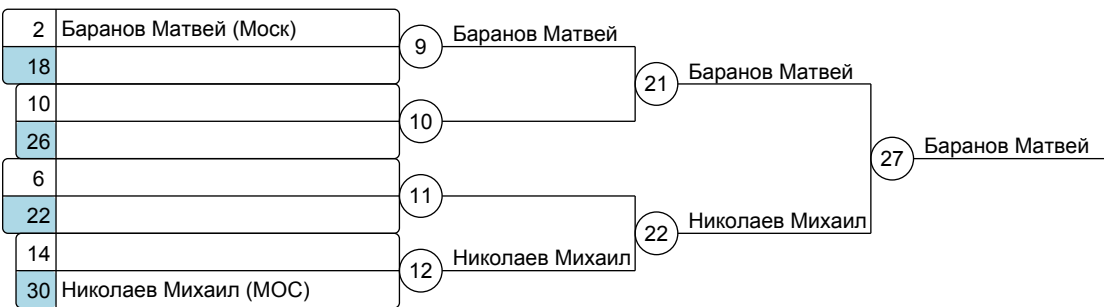 2 Баранов Матвей (Моск)
9 Баранов Матвей
18
21 Баранов Матвей
10
10
26
27 Баранов Матвей
6
11
22
22 Николаев Михаил
14
12 Николаев Михаил
30 Николаев Михаил (МОС)